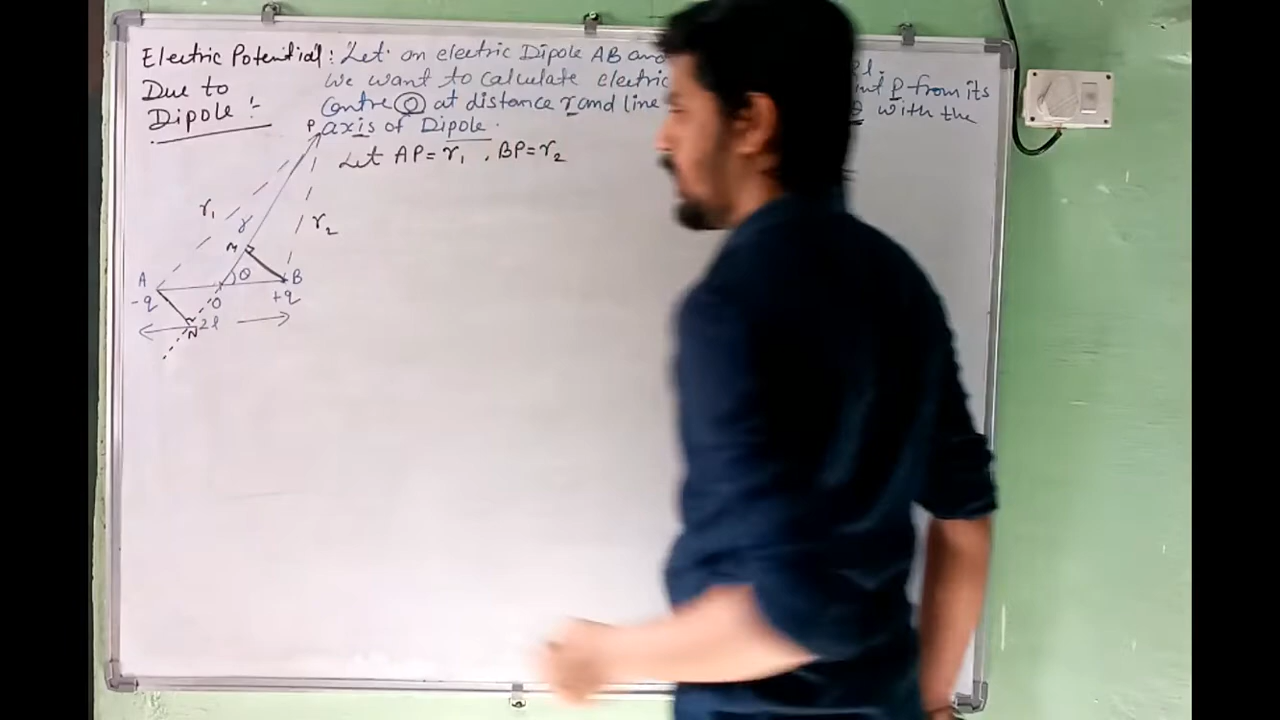 Electric Potential : Let an electric Dipole AB and
Due to we want to calculate electric P from its
Dipole :- Centre O at distance r and line θ with the
axis of Dipole.
Let AP = r₁ , BP = r₂
P
r₁
r
r₂
M
A θ B
-q O +q
2l
N